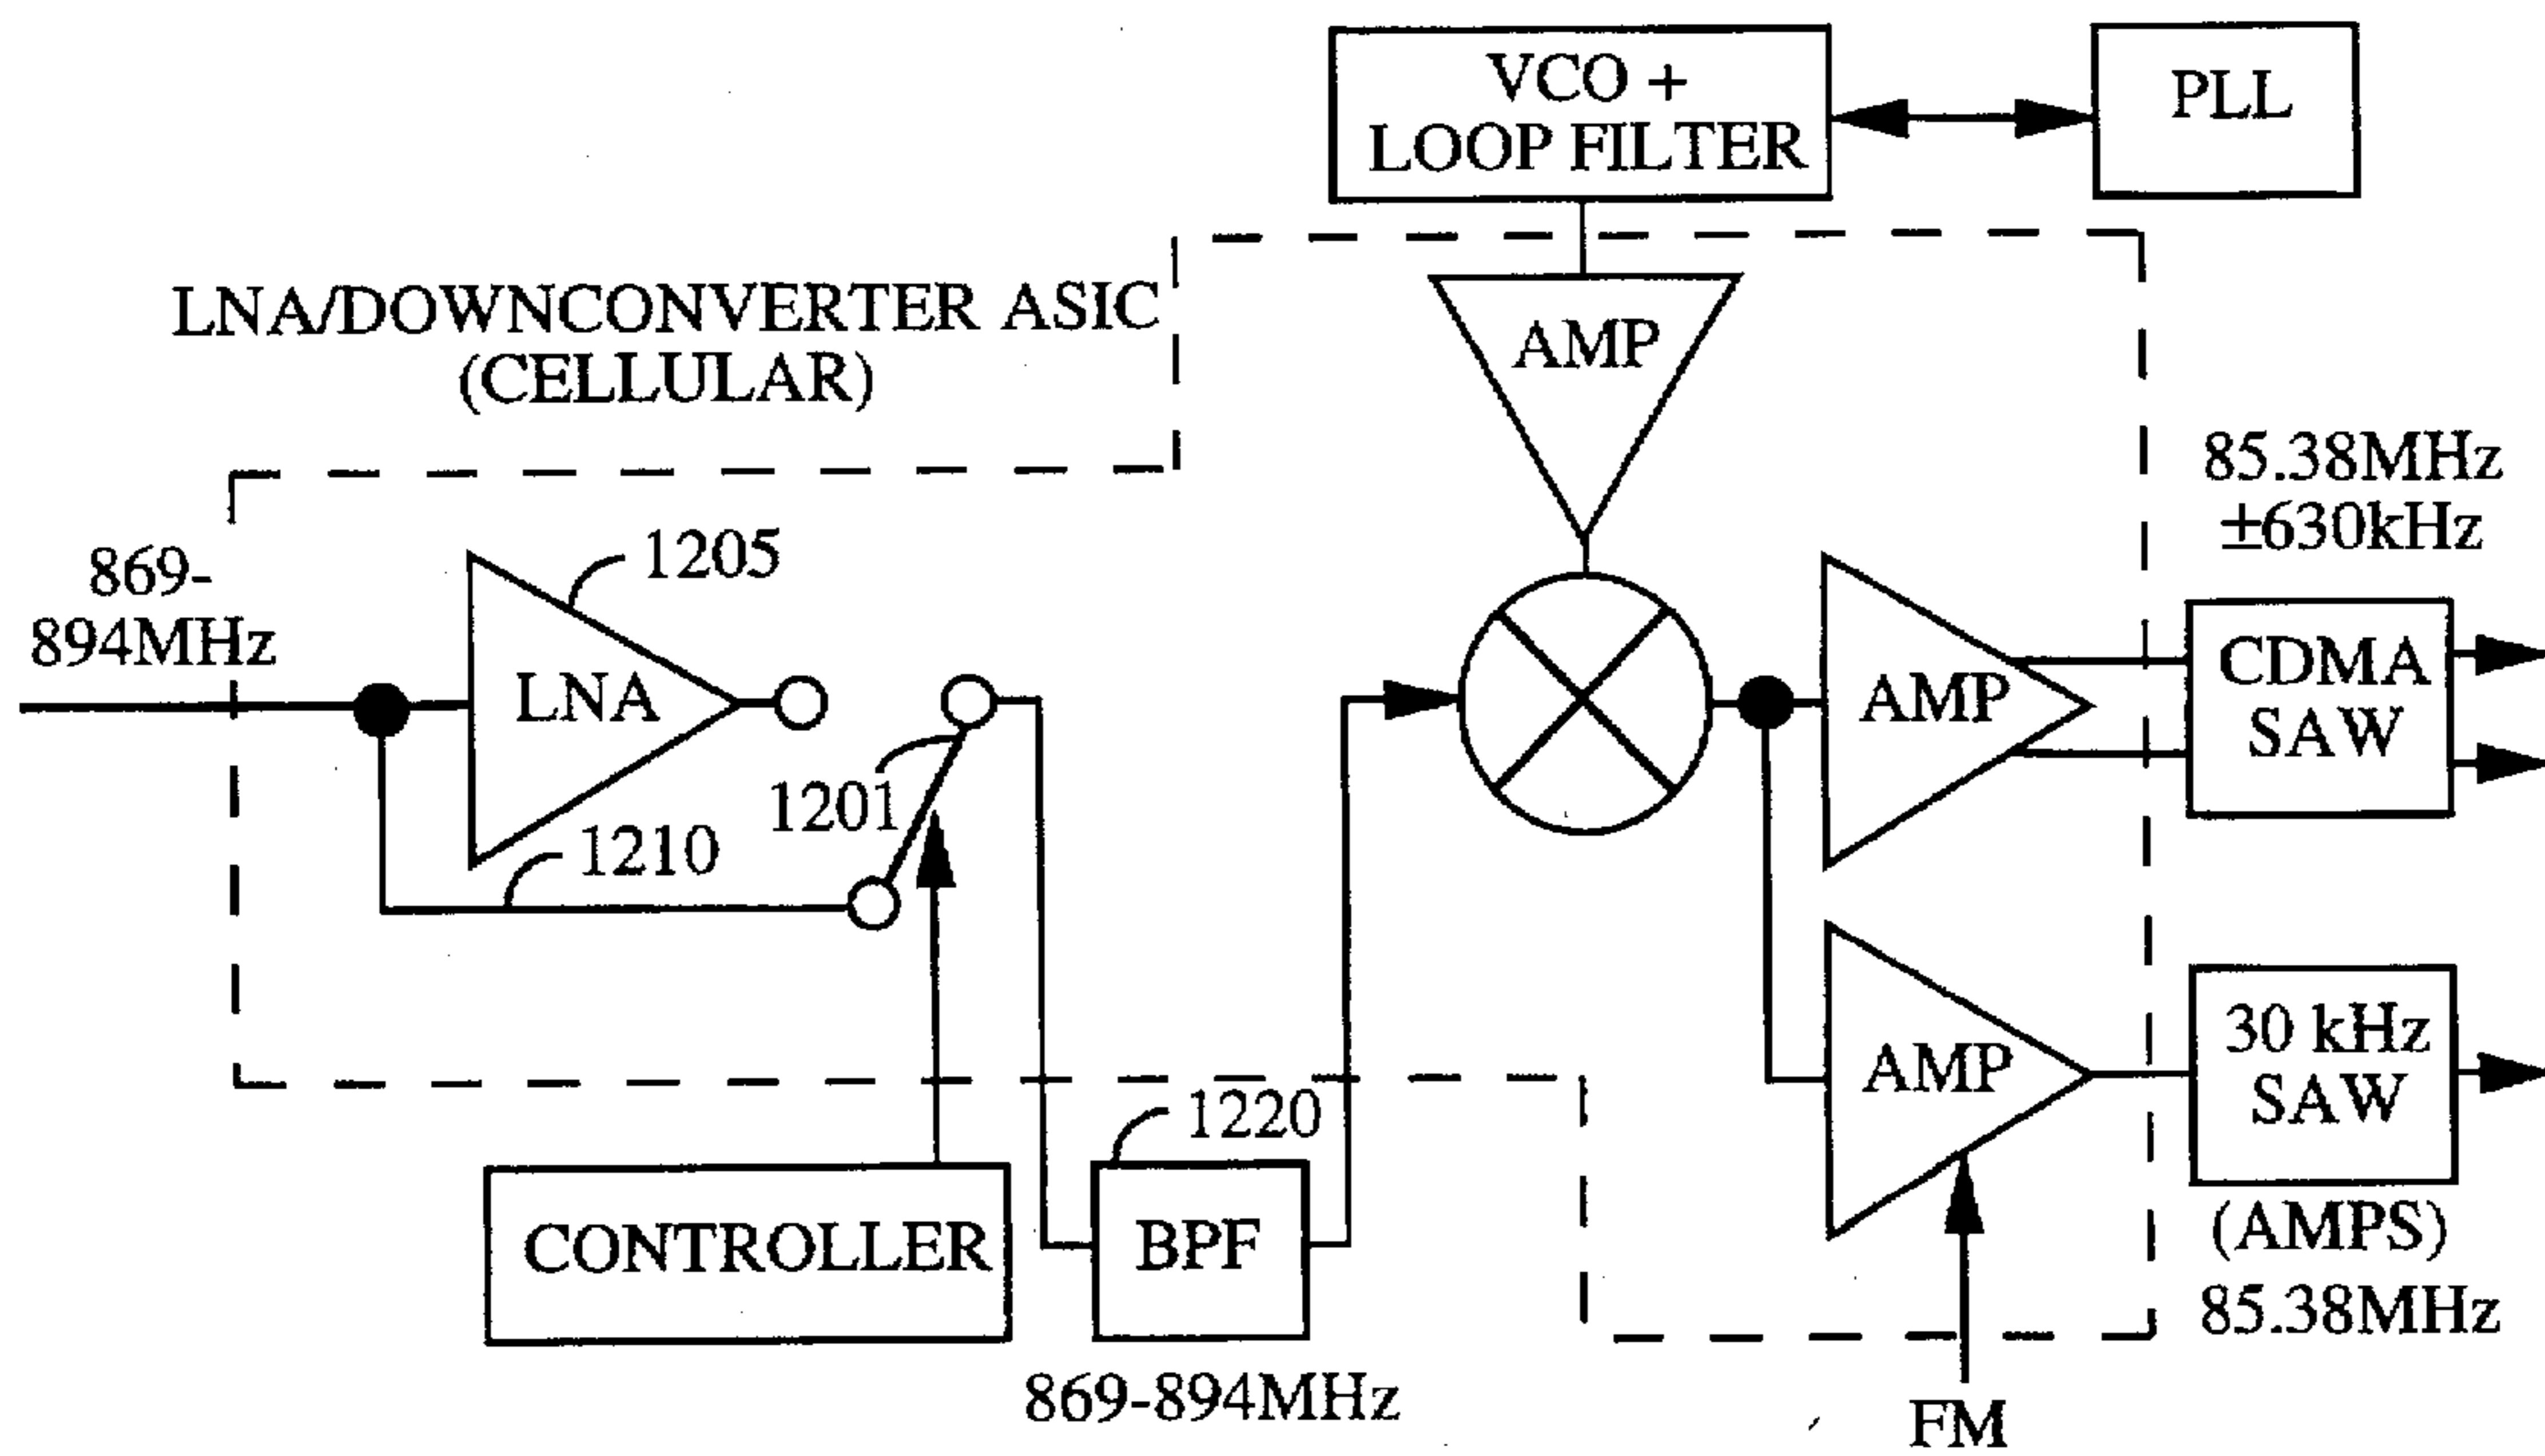 VCO +
LOOP FILTER
PLL
LNA/DOWNCONVERTER ASIC
(CELLULAR)
AMP
85.38MHz
±630kHz
869-
894MHz
1205
LNA
1201
1210
AMP
CDMA
SAW
AMP
30 kHz
SAW
(AMPS)
85.38MHz
1220
CONTROLLER
BPF
869-894MHz
FM